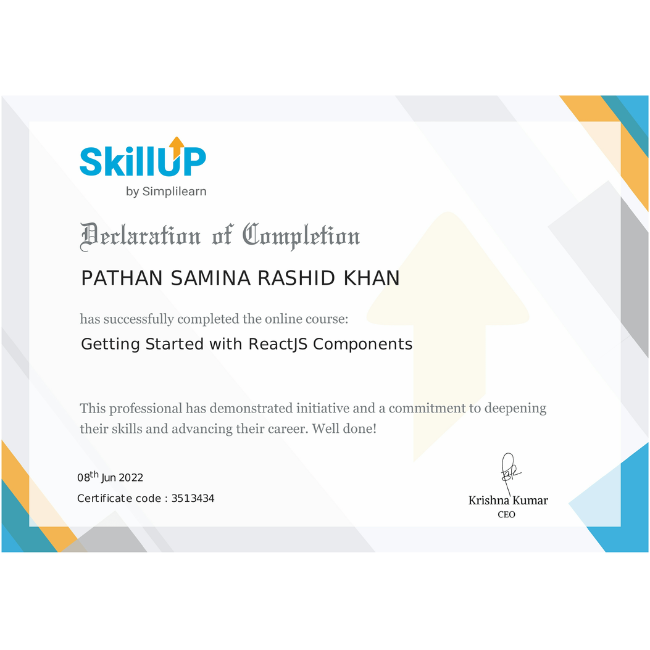 SkillUP
by Simplilearn
Declaration of Completion
PATHAN SAMINA RASHID KHAN
has successfully completed the online course:
Getting Started with ReactJS Components
This professional has demonstrated initiative and a commitment to deepening
their skills and advancing their career. Well done!
08th Jun 2022
Certificate code : 3513434
Krishna Kumar
CEO